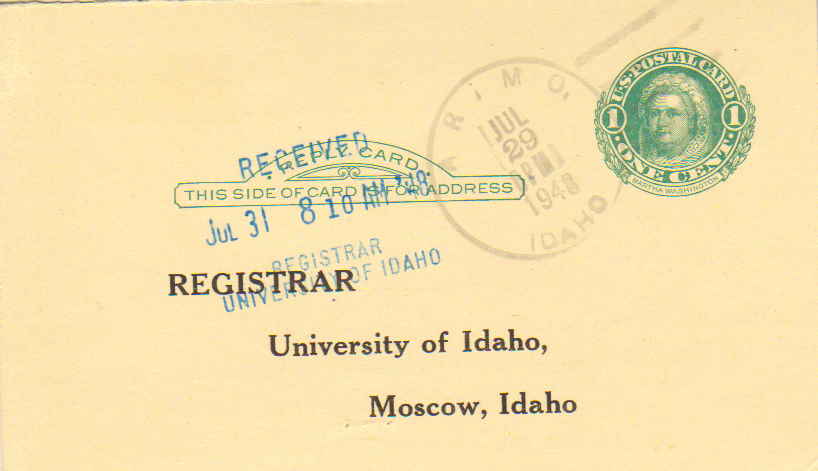 ARIMO,
JUL
29
PM
1948
IDAHO
U.S. POSTAL CARD
1 1
ONE CENT
MARTHA WASHINGTON
REPLY CARD
THIS SIDE OF CARD IS FOR ADDRESS
RECEIVED
JUL 31 8 10 AM '48
REGISTRAR
UNIVERSITY OF IDAHO
REGISTRAR
University of Idaho,
Moscow, Idaho